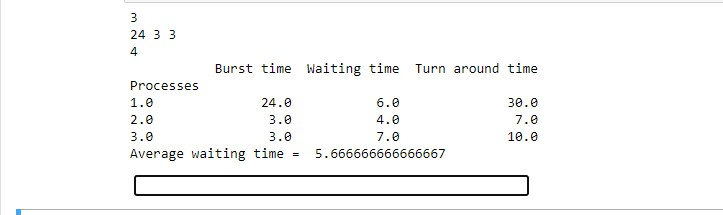 3
24 3 3
4
Burst time Waiting time Turn around time
Processes
1.0 24.0 6.0 30.0
2.0 3.0 4.0 7.0
3.0 3.0 7.0 10.0
Average waiting time = 5.666666666666667